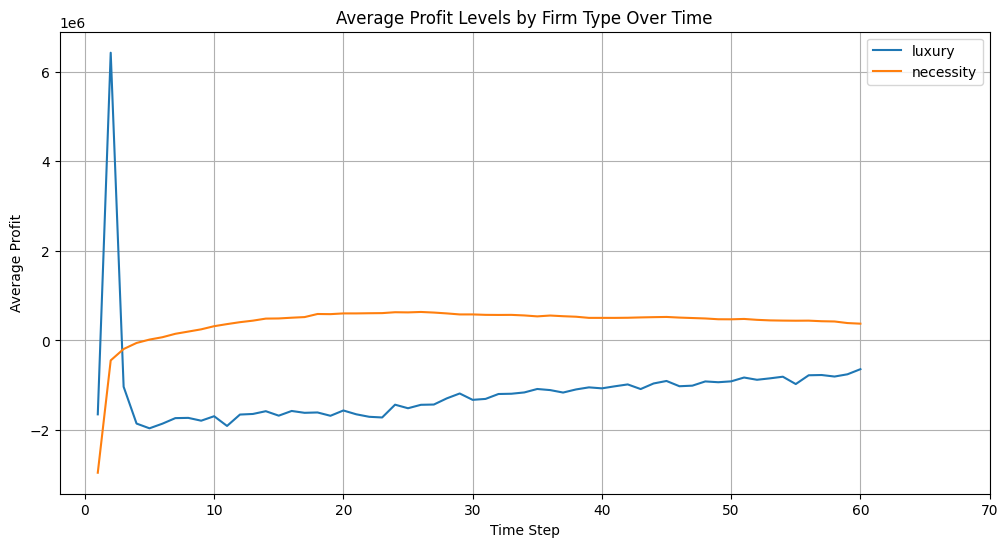 Average Profit Levels by Firm Type Over Time
1e6
luxury
necessity
6
4
2
0
−2
Average Profit
0 10 20 30 40 50 60 70
Time Step